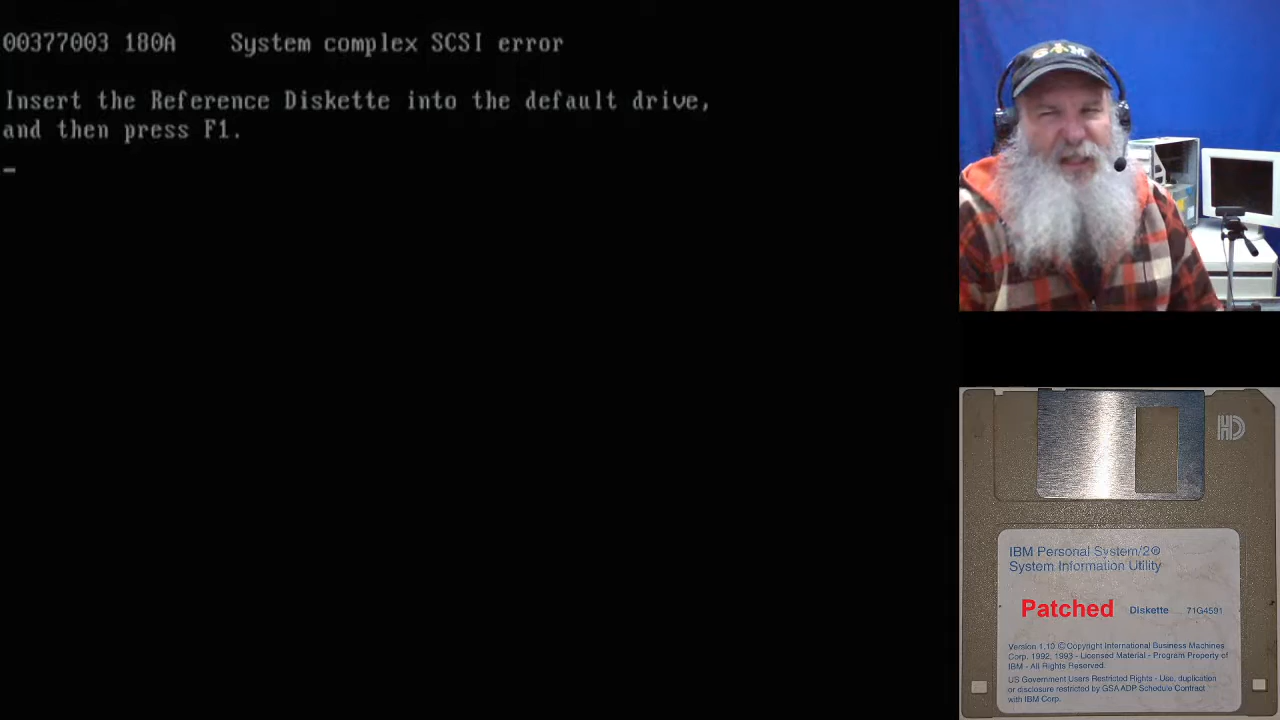 00377003 180A System complex SCSI error
Insert the Reference Diskette into the default drive,
and then press F1.
HD
IBM Personal System/2®
System Information Utility
Patched Diskette 71G4591
Version 1.10 ©Copyright International Business Machines
Corp. 1992, 1993 - Licensed Material - Program Property of
IBM - All Rights Reserved.
US Government Users Restricted Rights - Use, duplication
or disclosure restricted by GSA ADP Schedule Contract
with IBM Corp.